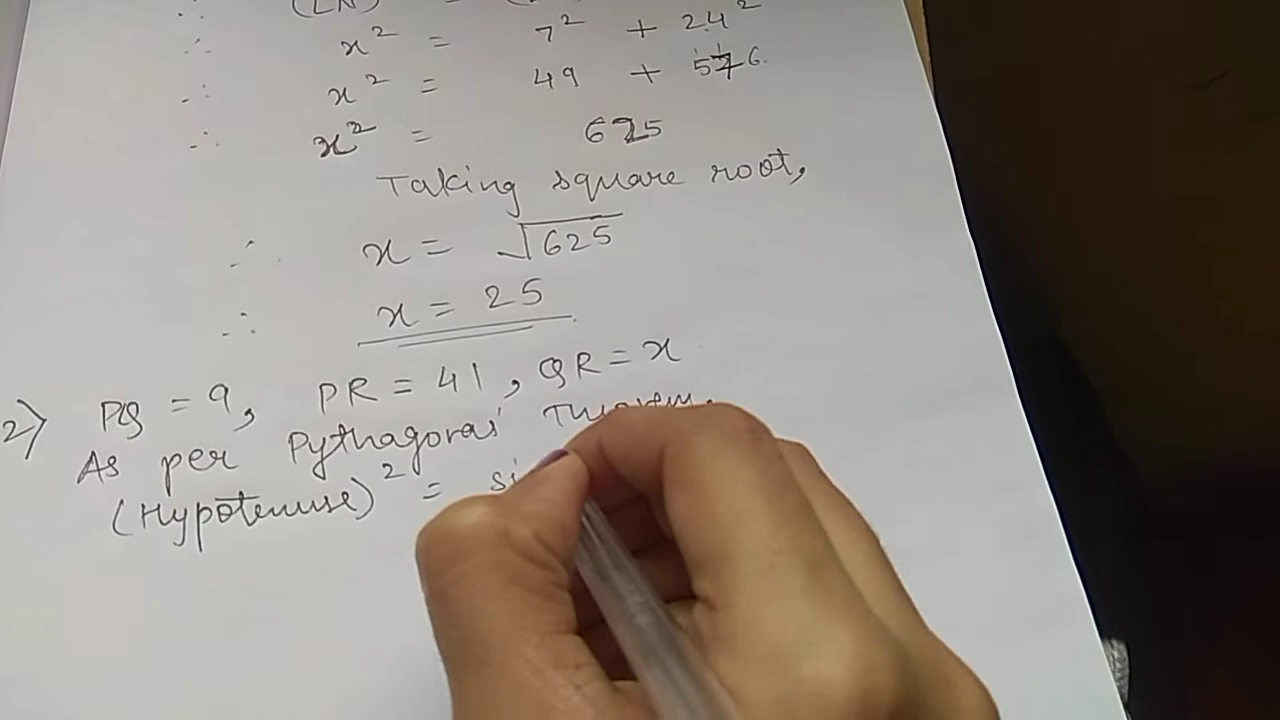 ∴ x² = 7² + 24²
∴ x² = 49 + 576
∴ x² = 625
Taking square root,
∴ x = √625
∴ x = 25
2) PQ = 9, PR = 41, QR = x
As per Pythagoras' Theorem.
(Hypotenuse)² = si